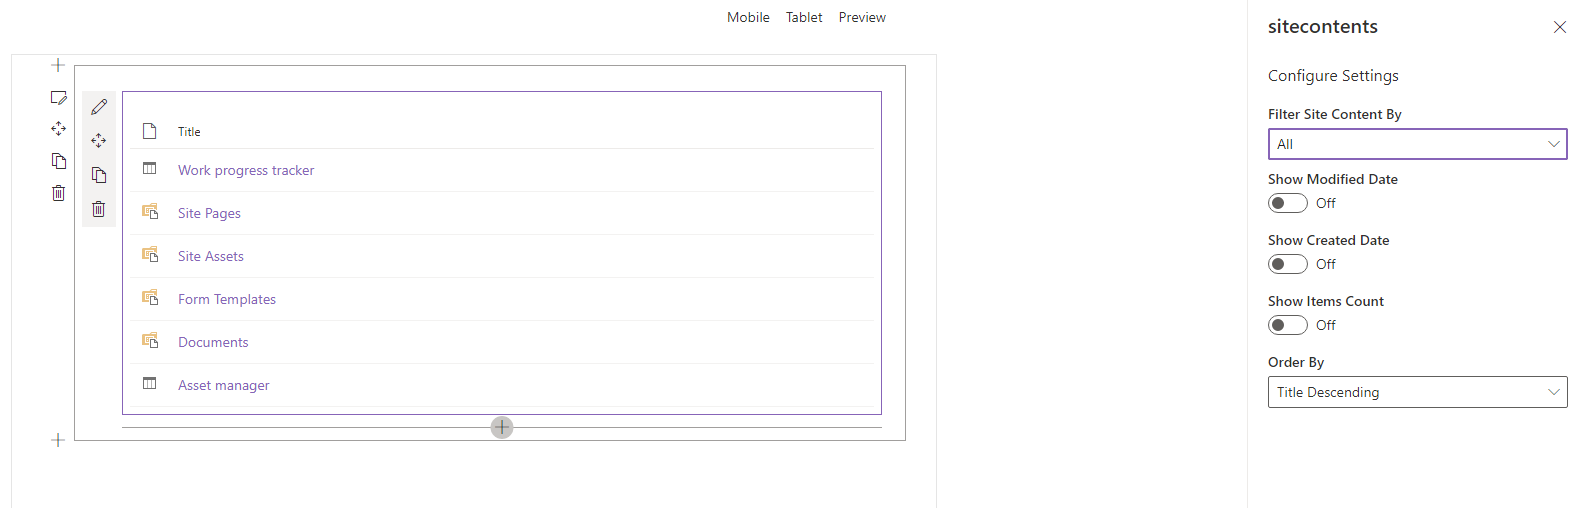 Mobile Tablet Preview
Title
Work progress tracker
Site Pages
Site Assets
Form Templates
Documents
Asset manager
sitecontents
Configure Settings
Filter Site Content By
All
Show Modified Date
Off
Show Created Date
Off
Show Items Count
Off
Order By
Title Descending